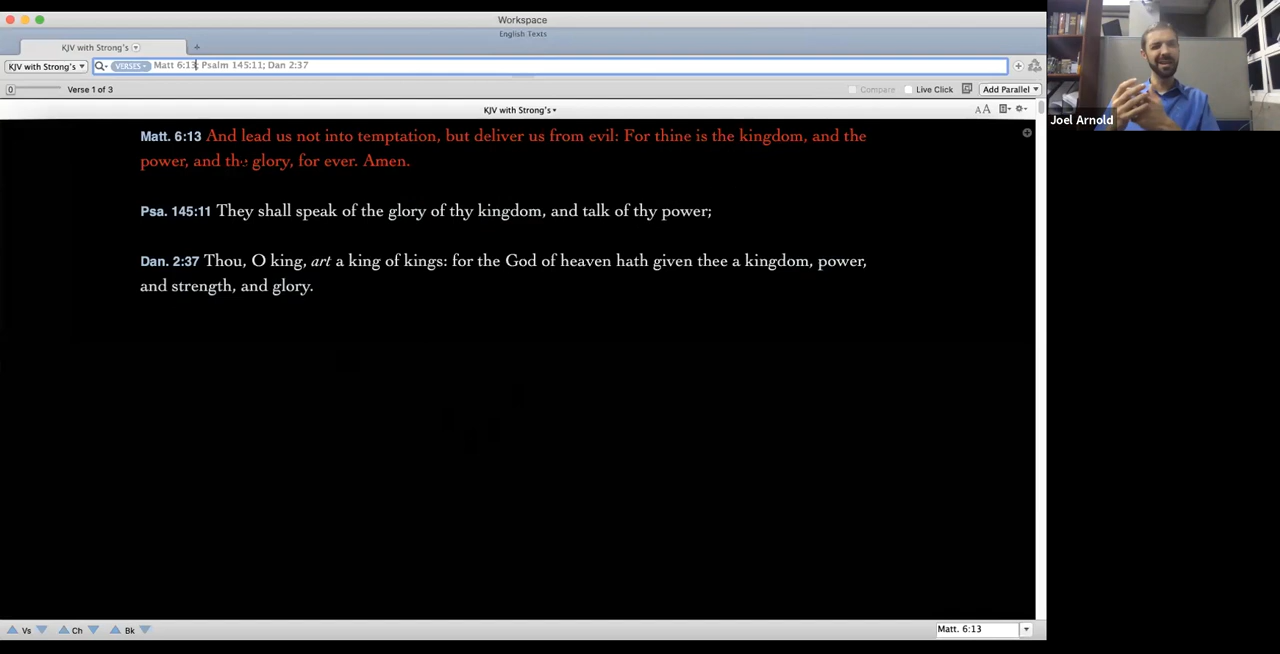 Workspace
English Texts
KJV with Strong's
KJV with Strong's
VERSES
Matt 6:13; Psalm 145:11; Dan 2:37
0
Verse 1 of 3
Compare
Live Click
Add Parallel
KJV with Strong's
AA
Matt. 6:13 And lead us not into temptation, but deliver us from evil: For thine is the kingdom, and the
power, and the glory, for ever. Amen.
Psa. 145:11 They shall speak of the glory of thy kingdom, and talk of thy power;
Dan. 2:37 Thou, O king, art a king of kings: for the God of heaven hath given thee a kingdom, power,
and strength, and glory.
Vs
Ch
Bk
Matt. 6:13
Joel Arnold